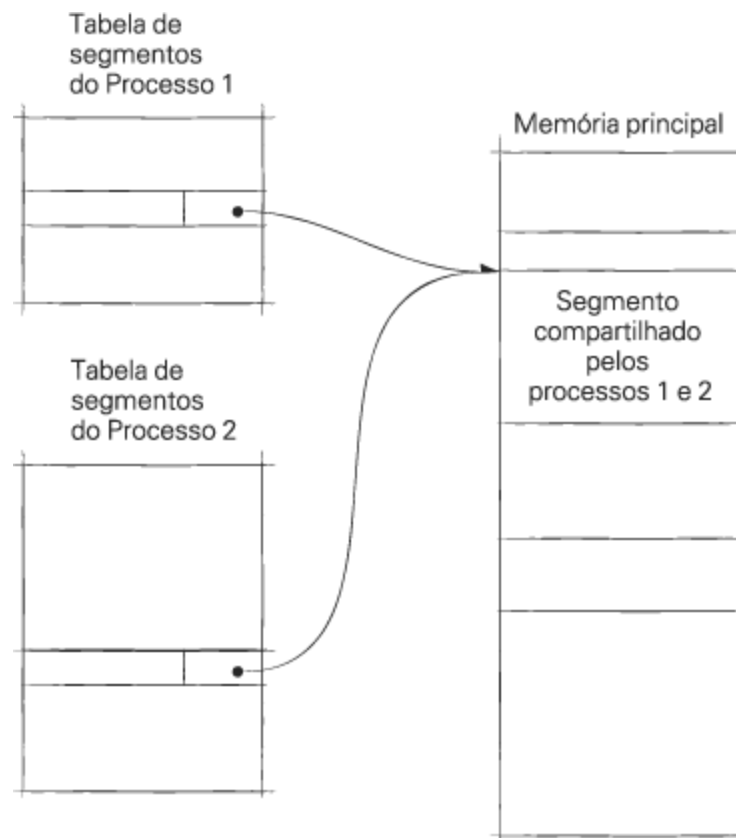 Tabela de
segmentos
do Processo 1
Memória principal
Segmento
compartilhado
pelos
processos 1 e 2
Tabela de
segmentos
do Processo 2